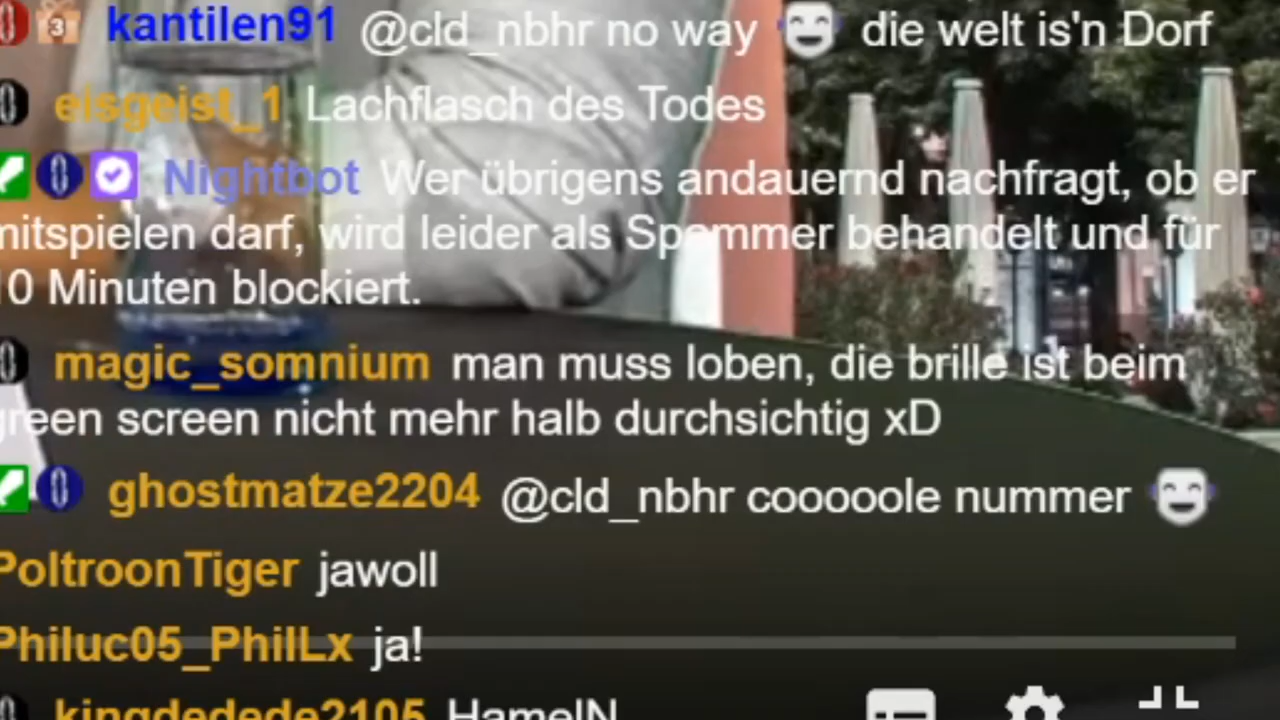 kantilen91 @cld_nbhr no way die welt is'n Dorf
eisgeist_1 Lachflasch des Todes
Nightbot Wer übrigens andauernd nachfragt, ob er
mitspielen darf, wird leider als Spammer behandelt und für
10 Minuten blockiert.
magic_somnium man muss loben, die brille ist beim
green screen nicht mehr halb durchsichtig xD
ghostmatze2204 @cld_nbhr cooooole nummer
PoltroonTiger jawoll
Philuc05_PhilLx ja!
kingdedede2105 HamelN